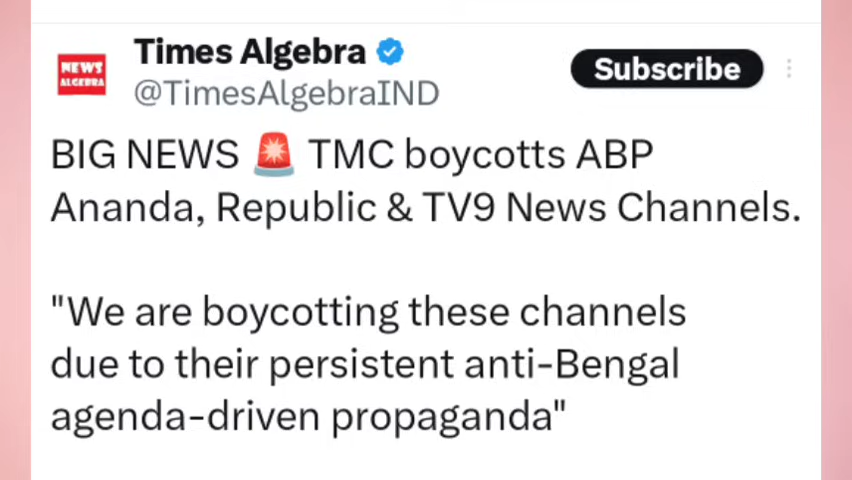 NEWS
ALGEBRA
Times Algebra
@TimesAlgebraIND
Subscribe
BIG NEWS 🚨 TMC boycotts ABP
Ananda, Republic & TV9 News Channels.
"We are boycotting these channels
due to their persistent anti-Bengal
agenda-driven propaganda"